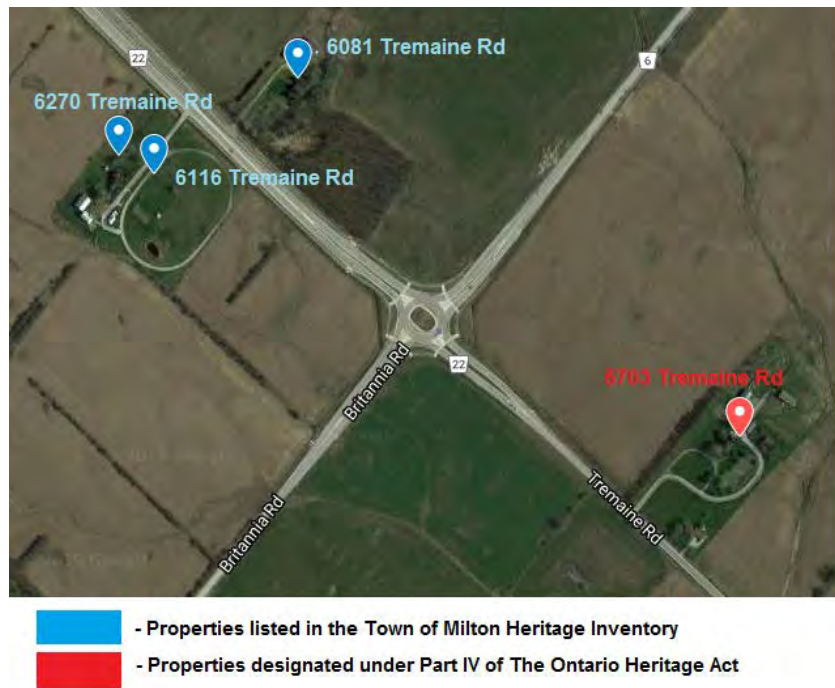 22
6081 Tremaine Rd
6
6270 Tremaine Rd
6116 Tremaine Rd
Britannia Rd
22
5703 Tremaine Rd
Britannia Rd
Tremaine Rd
- Properties listed in the Town of Milton Heritage Inventory
- Properties designated under Part IV of The Ontario Heritage Act